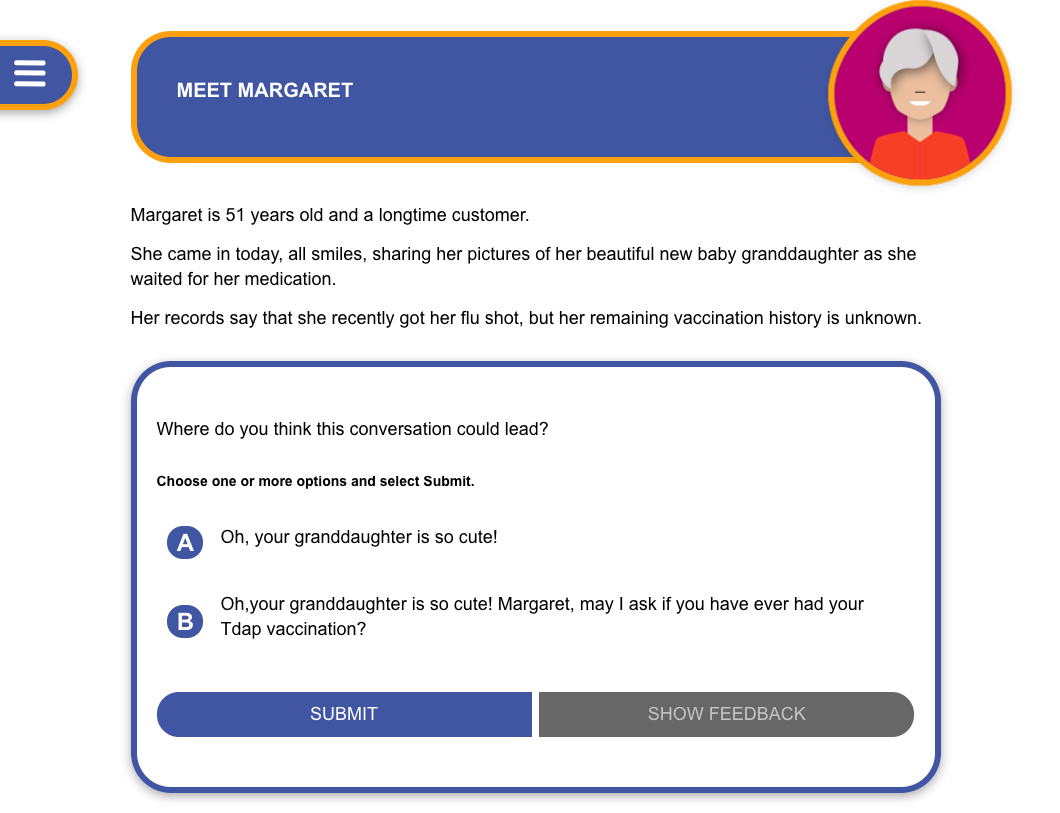 MEET MARGARET
Margaret is 51 years old and a longtime customer.
She came in today, all smiles, sharing her pictures of her beautiful new baby granddaughter as she
waited for her medication.
Her records say that she recently got her flu shot, but her remaining vaccination history is unknown.
Where do you think this conversation could lead?
Choose one or more options and select Submit.
A Oh, your granddaughter is so cute!
B Oh,your granddaughter is so cute! Margaret, may I ask if you have ever had your
Tdap vaccination?
SUBMIT SHOW FEEDBACK